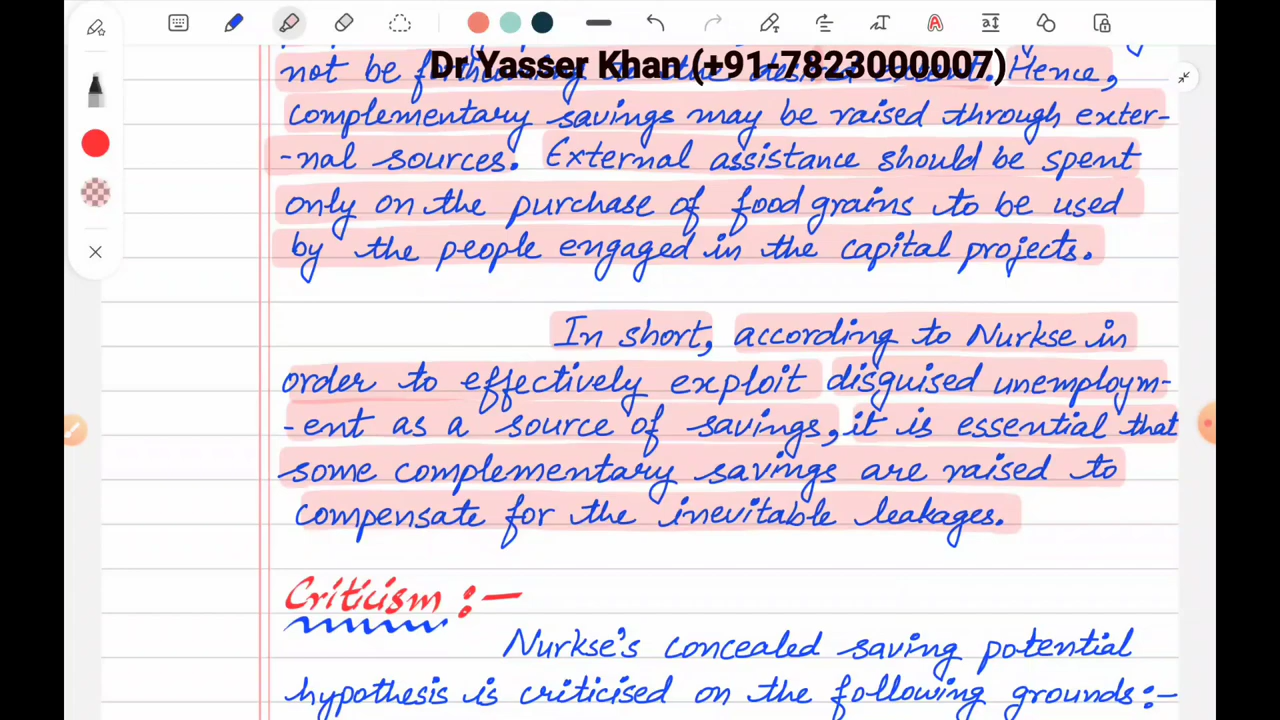 Dr Yasser Khan (+91-7823000007)
not be to the desired extent. Hence,
complementary savings may be raised through exter-
-nal sources. External assistance should be spent
only on the purchase of food grains to be used
by the people engaged in the capital projects.
In short, according to Nurkse in
order to effectively exploit disguised unemploym-
-ent as a source of savings, it is essential that
some complementary savings are raised to
compensate for the inevitable leakages.
Criticism :-
Nurkse's concealed saving potential
hypothesis is criticised on the following grounds :-